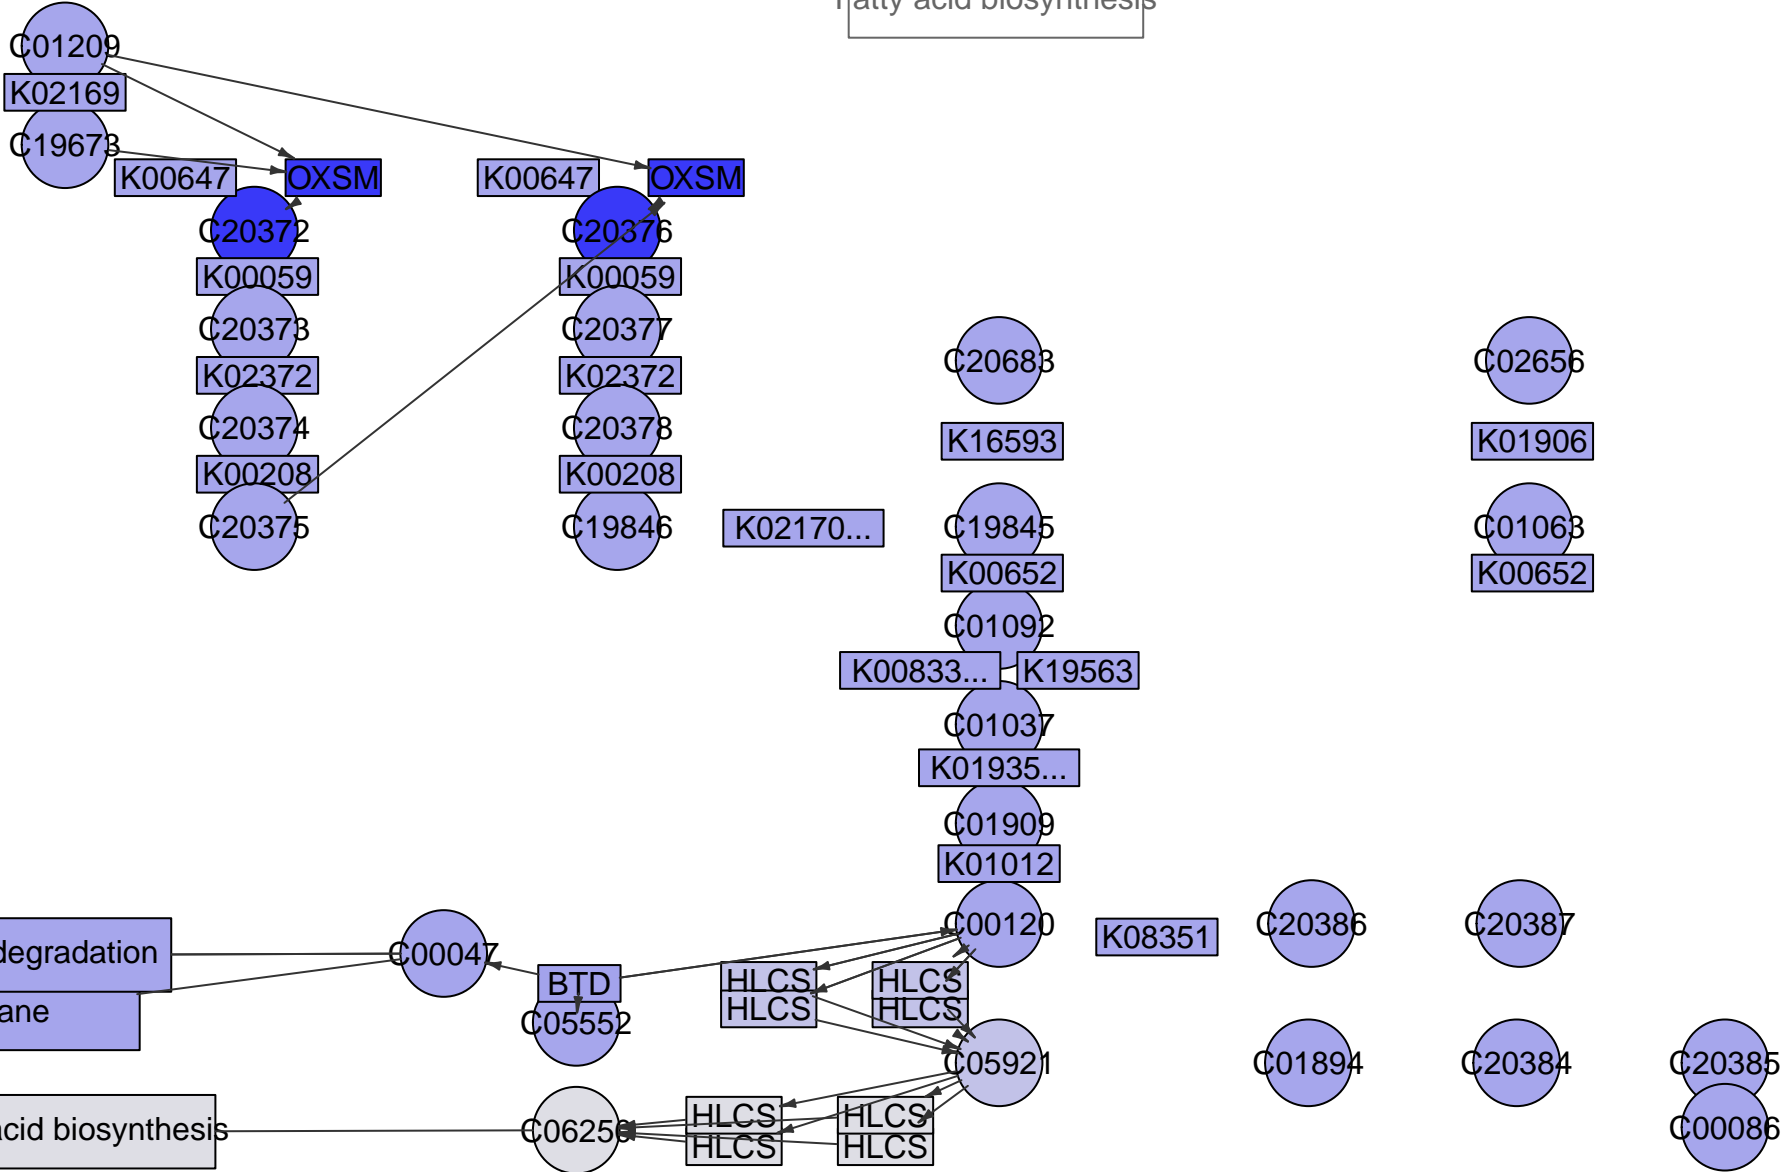 Fatty acid biosynthesis
C01209
K02169
C19673
K00647
OXSM
K00647
OXSM
C20372
C20376
K00059
K00059
C20373
C20377
C20683
C02656
K02372
K02372
C20374
C20378
K16593
K01906
K00208
K00208
C20375
C19846
K02170...
C19845
C01063
K00652
K00652
C01092
K00833...
K19563
C01037
K01935...
C01909
K01012
C00120
K08351
C20386
C20387
degradation
C00047
BTD
HLCS
HLCS
ane
HLCS
HLCS
C05552
C05921
C01894
C20384
C20385
acid biosynthesis
C06250
HLCS
HLCS
HLCS
HLCS
C00086